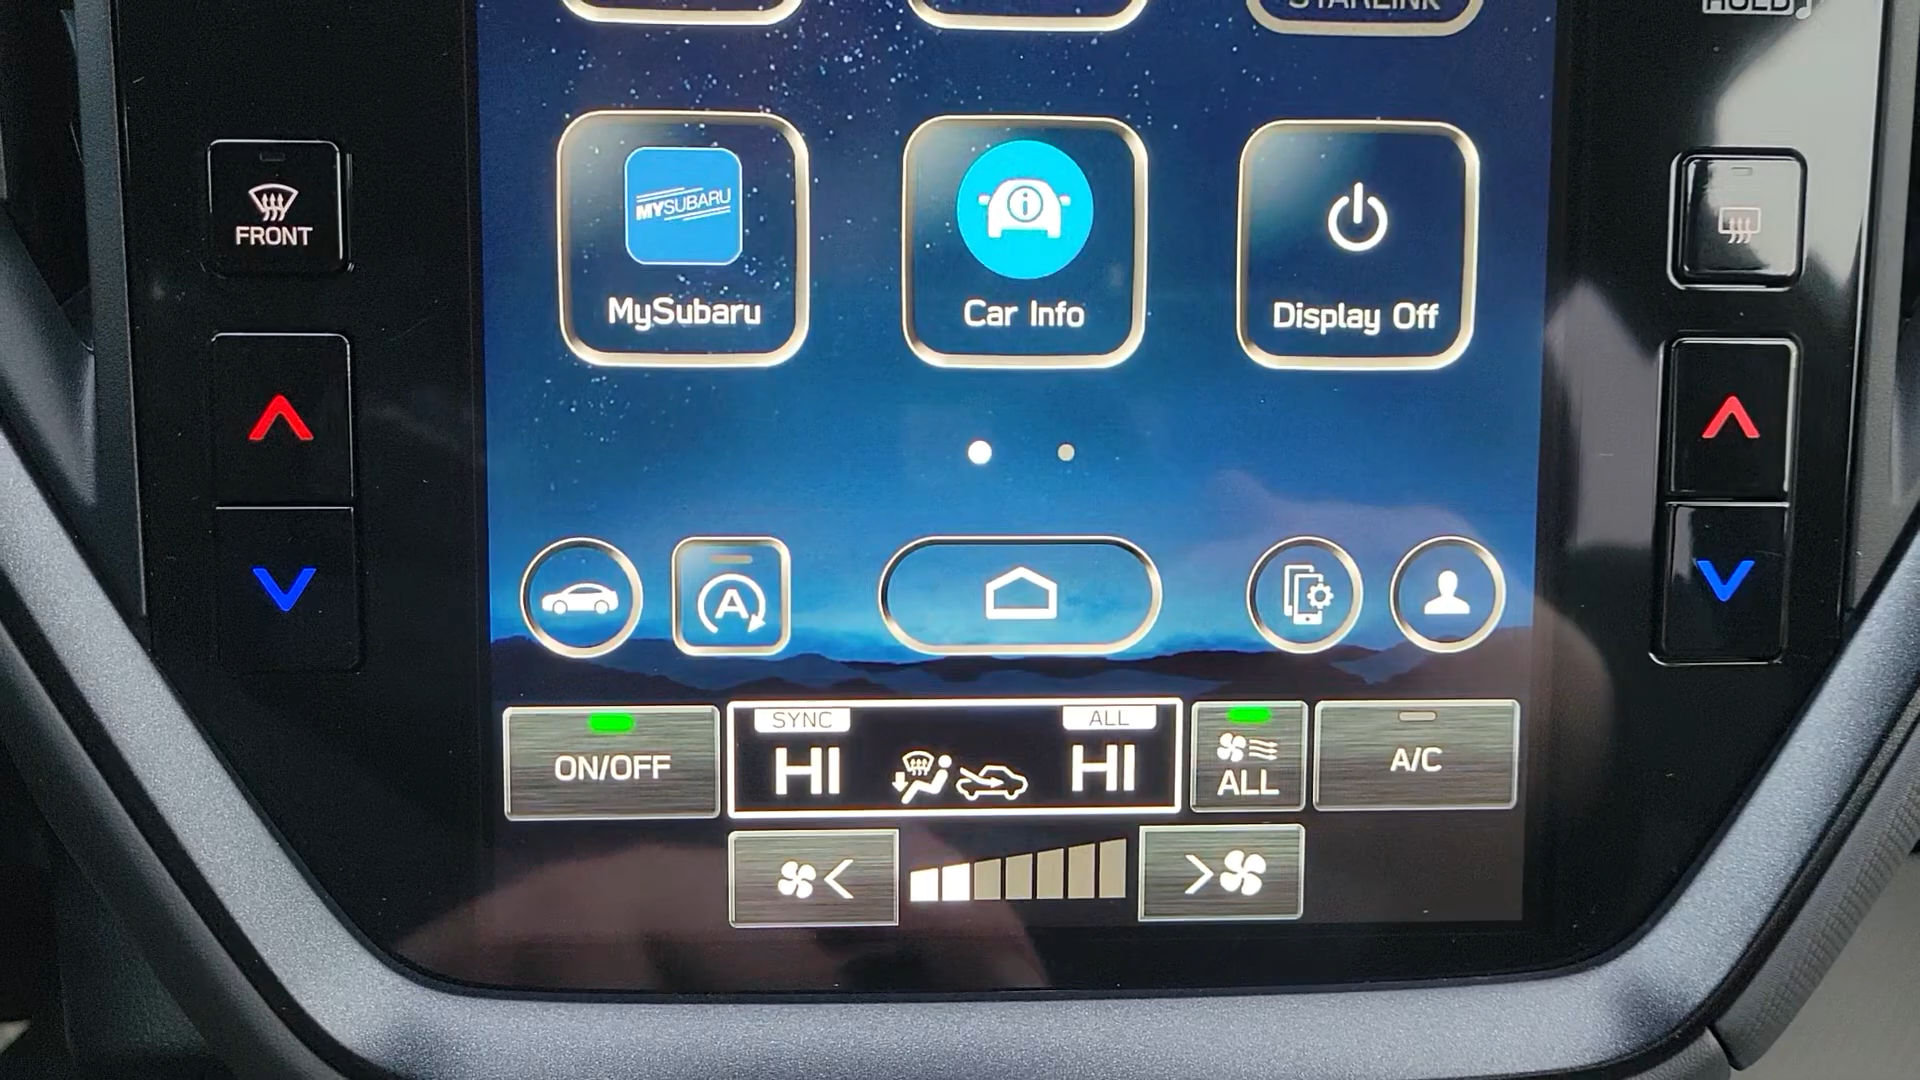 STARLINK
HOLD
FRONT
MYSUBARU
MySubaru
Car Info
Display Off
A
ON/OFF
SYNC
HI
ALL
HI
ALL
A/C